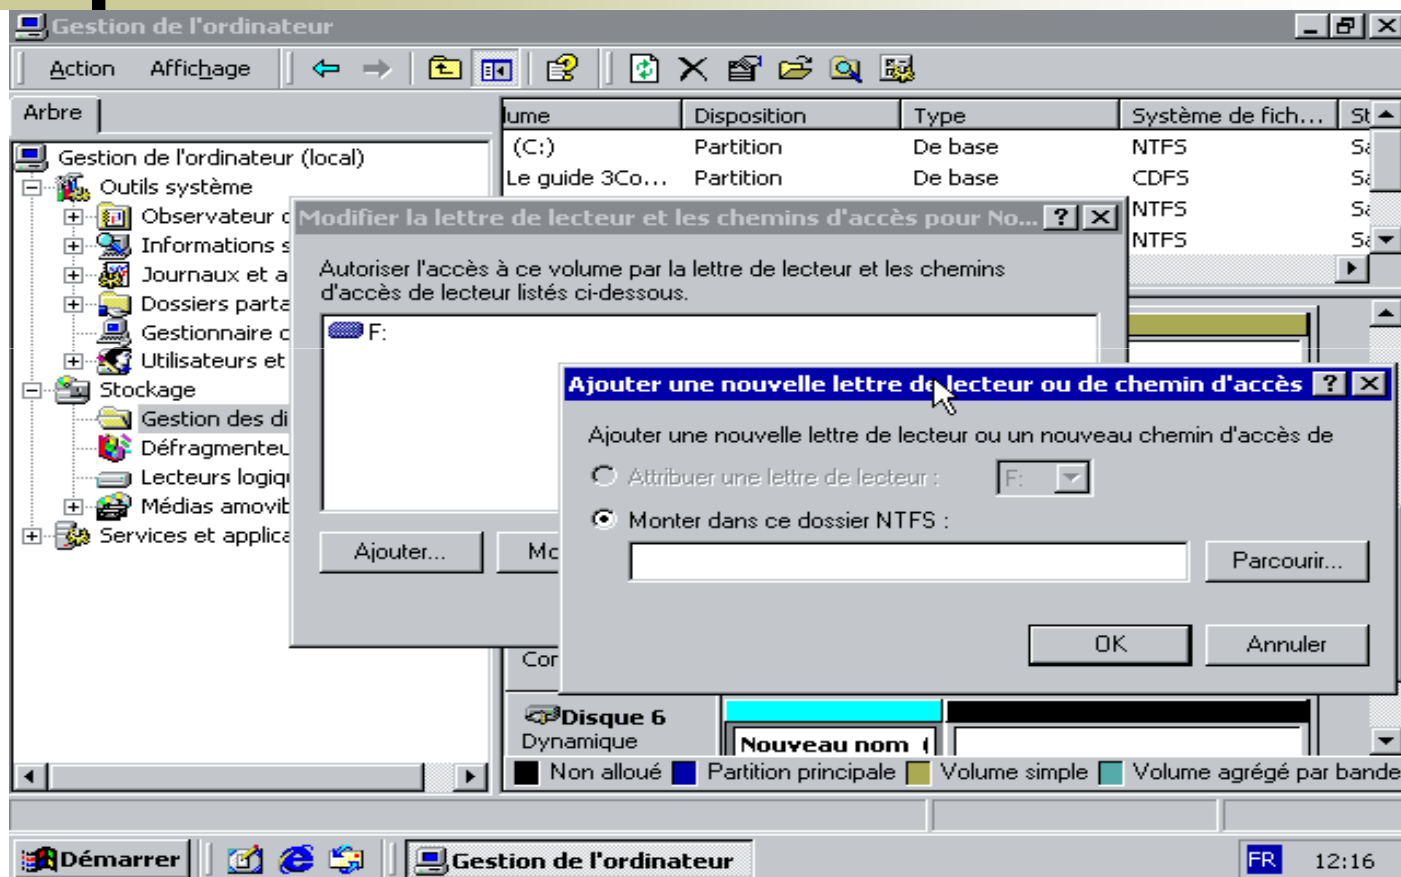 Gestion de l'ordinateur
Action Affichage
Arbre
lume Disposition Type Système de fich... St
Gestion de l'ordinateur (local)
(C:) Partition De base NTFS Sa
Outils système
Le guide 3Co... Partition De base CDFS Sa
Observateur d
NTFS Sa
Informations s
NTFS Sa
Journaux et a
Dossiers parta
Gestionnaire d
Utilisateurs et
Stockage
Gestion des di
Défragmenteu
Lecteurs logiq
Médias amovib
Services et applica
Modifier la lettre de lecteur et les chemins d'accès pour No...
Autoriser l'accès à ce volume par la lettre de lecteur et les chemins
d'accès de lecteur listés ci-dessous.
F:
Ajouter... Mo
Ajouter une nouvelle lettre de lecteur ou de chemin d'accès
Ajouter une nouvelle lettre de lecteur ou un nouveau chemin d'accès de
Attribuer une lettre de lecteur : F:
Monter dans ce dossier NTFS :
Parcourir...
OK Annuler
Cor
Disque 6
Dynamique Nouveau nom (
Non alloué Partition principale Volume simple Volume agrégé par bande
Démarrer Gestion de l'ordinateur FR 12:16